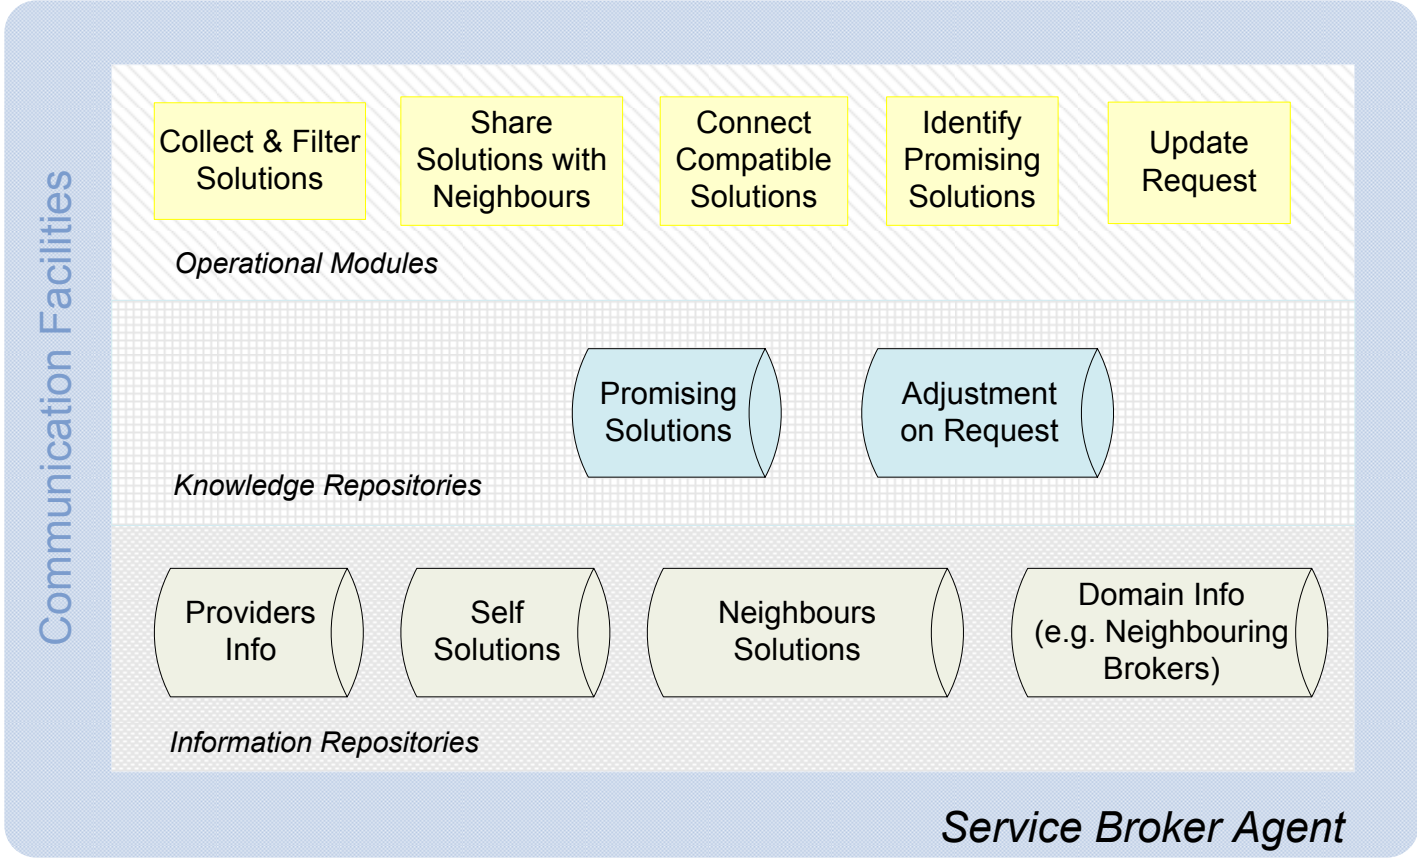 Communication Facilities
Collect & Filter
Solutions
Share
Solutions with
Neighbours
Connect
Compatible
Solutions
Identify
Promising
Solutions
Update
Request
Operational Modules
Promising
Solutions
Adjustment
on Request
Knowledge Repositories
Providers
Info
Self
Solutions
Neighbours
Solutions
Domain Info
(e.g. Neighbouring
Brokers)
Information Repositories
Service Broker Agent